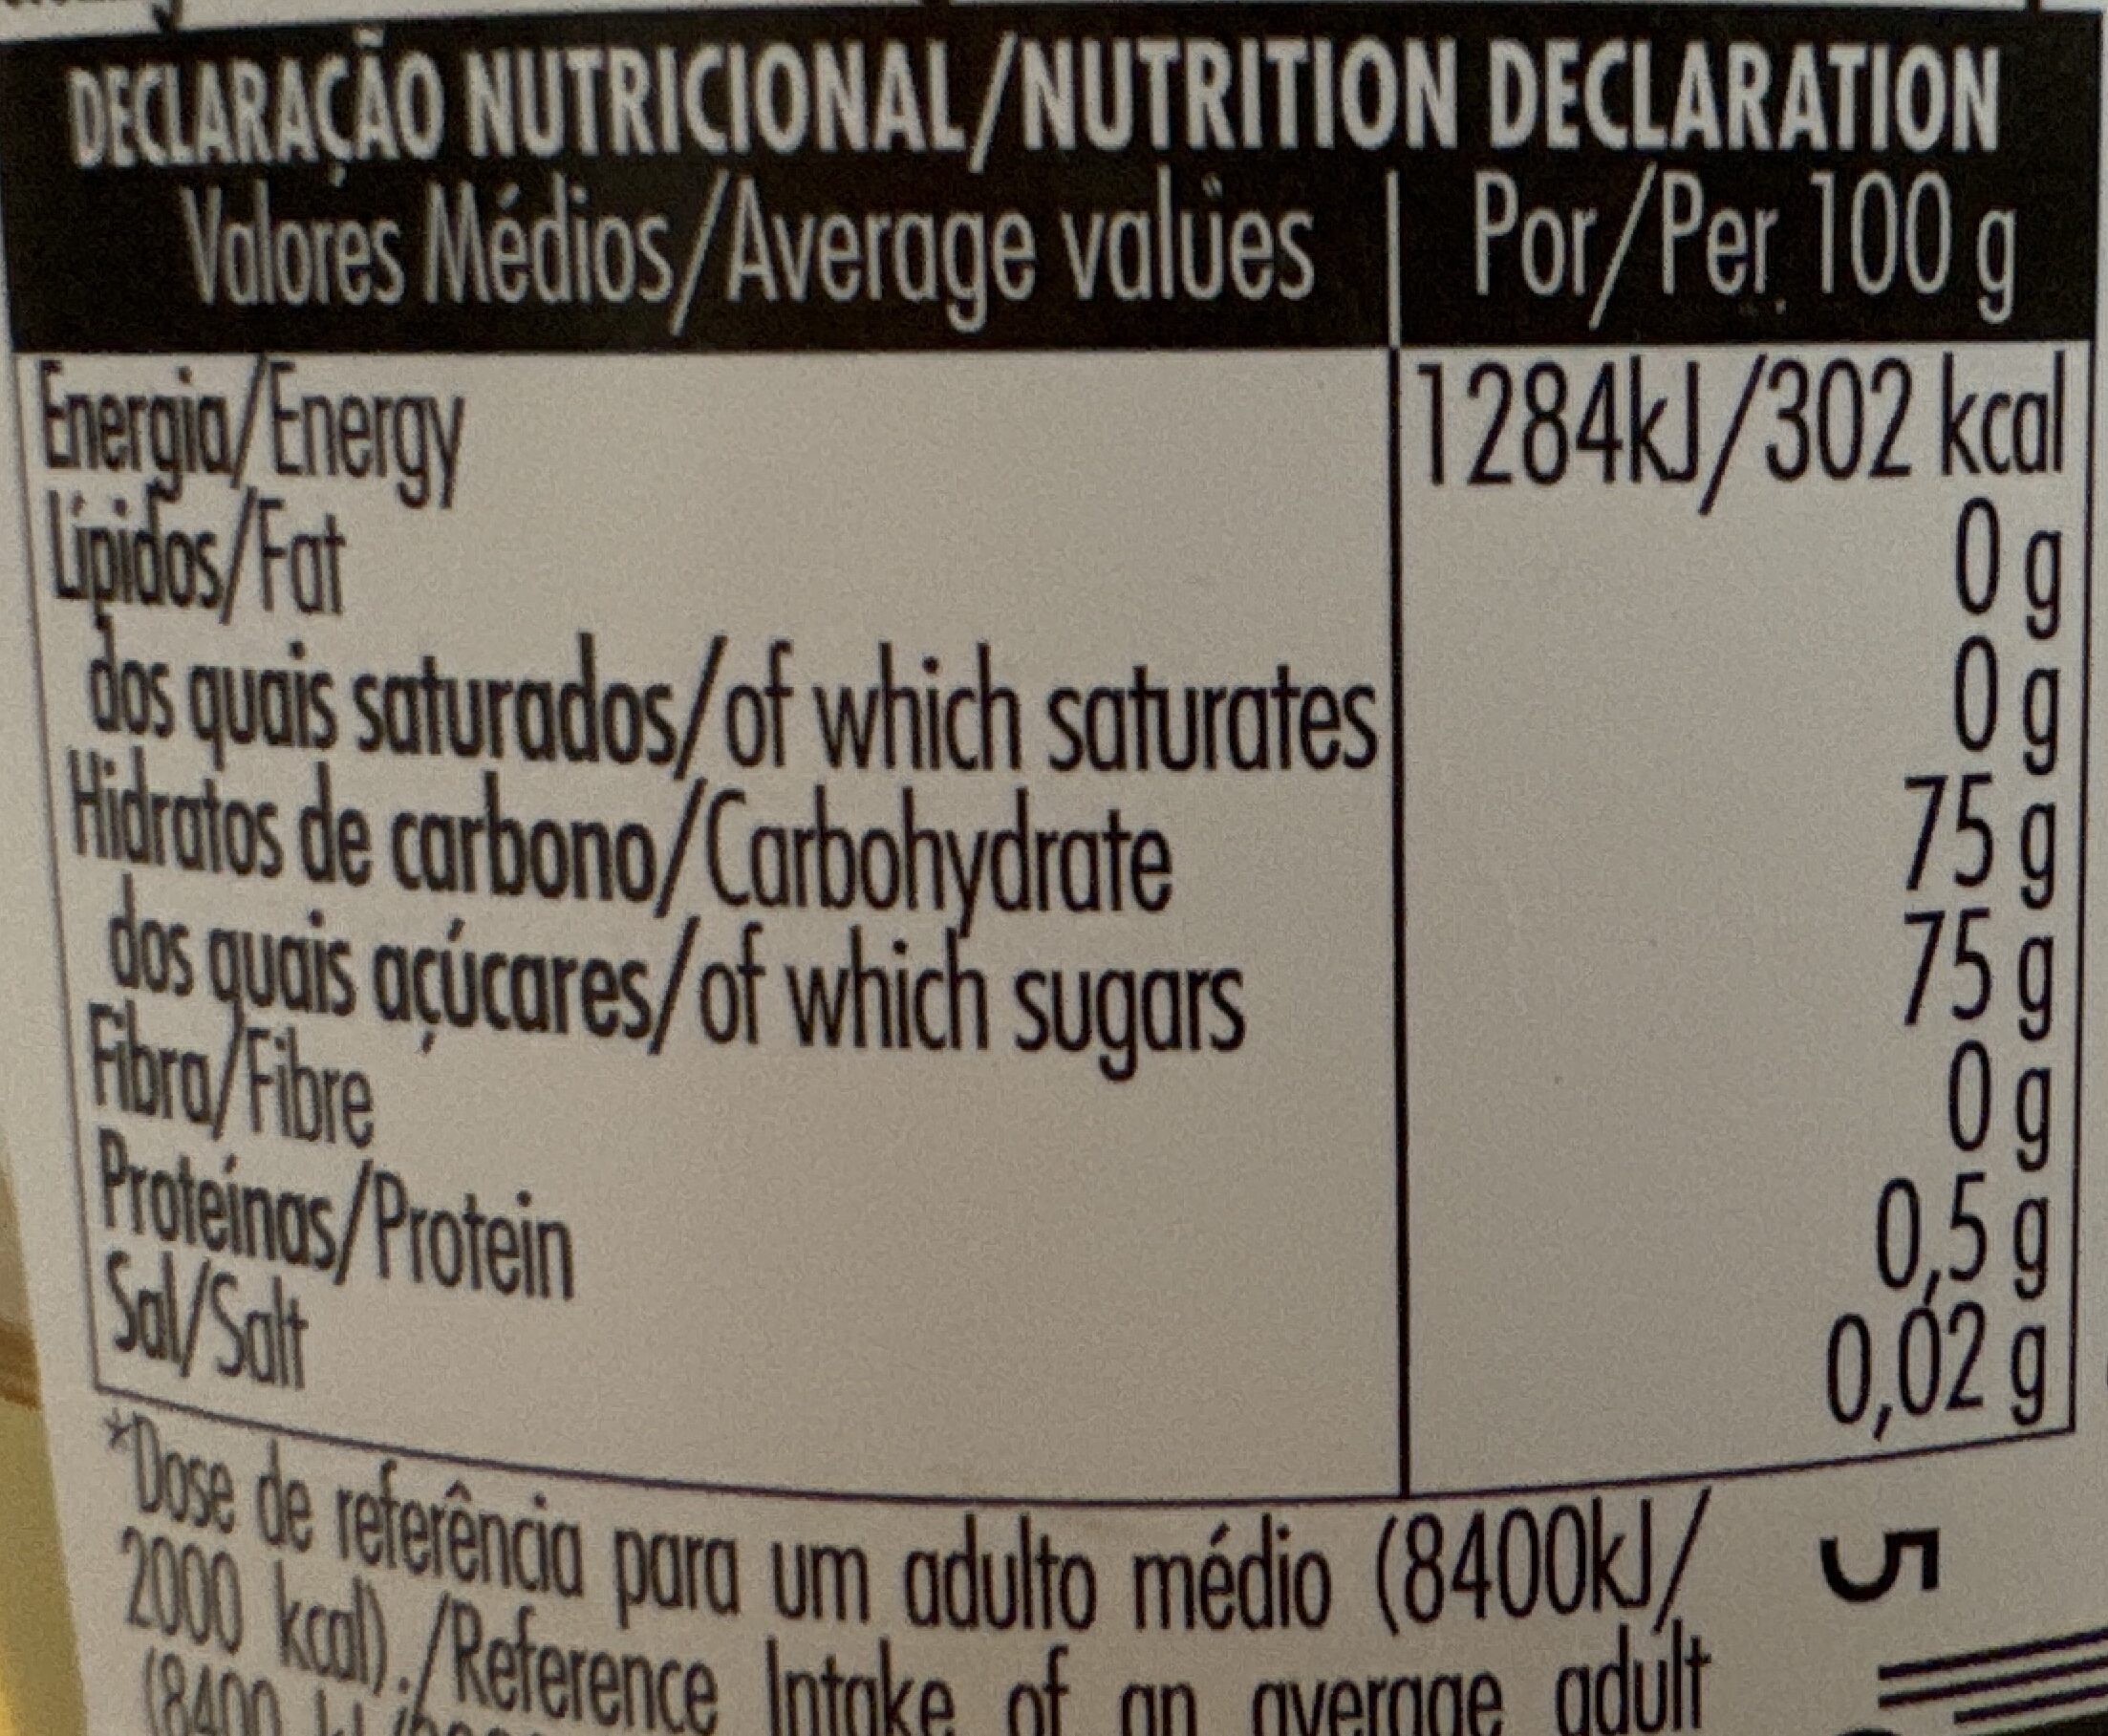 DECLARAÇÃO NUTRICIONAL/NUTRITION DECLARATION
Valores Médios/Average values | Por/Per 100 g
Energia/Energy 1284kJ/302 kcal
Lípidos/Fat 0 g
dos quais saturados/of which saturates 0 g
Hidratos de carbono/Carbohydrate 75 g
dos quais açúcares/of which sugars 75 g
Fibra/Fibre 0 g
Proteínas/Protein 0,5 g
Sal/Salt 0,02 g
*Dose de referência para um adulto médio (8400kJ/
2000 kcal)./Reference Intake of an average adult
(8400 kJ
5